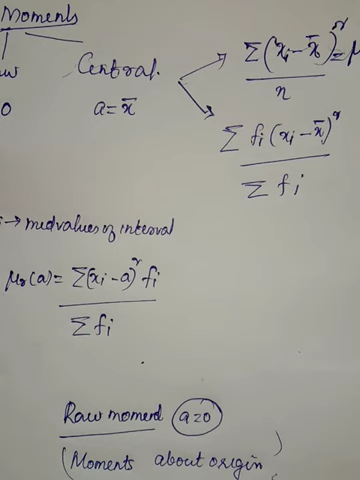 Moments
Central.
a = x̄
Σ (xi - x̄)^r = μ
n
Σ fi (xi - x̄)^r
Σ fi
→ midvalues of interval
μr(a) = Σ(xi - a)^r fi
Σ fi
Raw moment a=0
(Moments about origin)